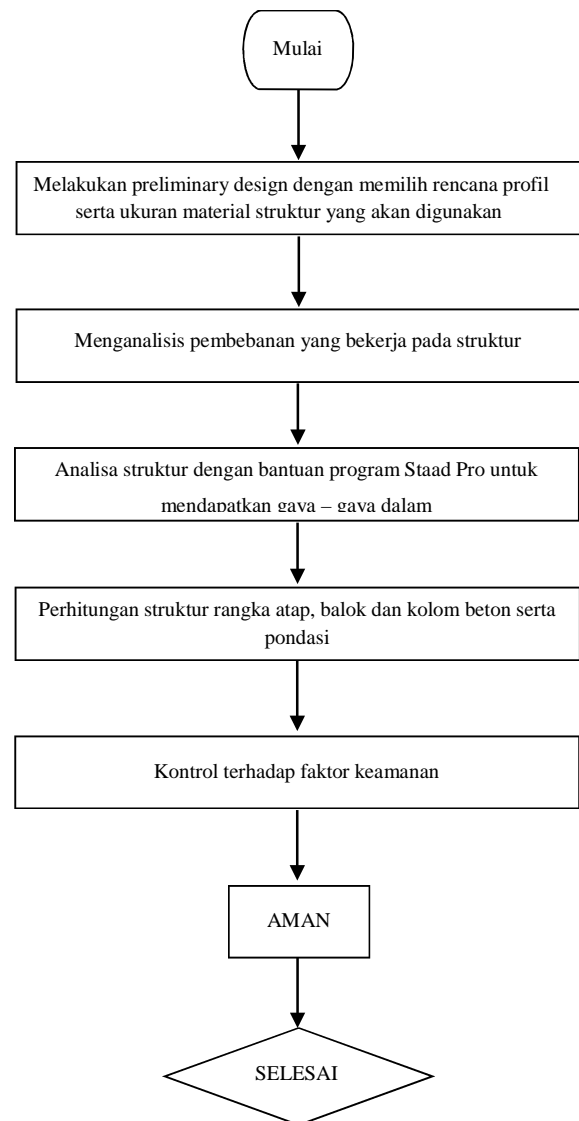 Mulai
Melakukan preliminary design dengan memilih rencana profil
serta ukuran material struktur yang akan digunakan
Menganalisis pembebanan yang bekerja pada struktur
Analisa struktur dengan bantuan program Staad Pro untuk
mendapatkan gaya – gaya dalam
Perhitungan struktur rangka atap, balok dan kolom beton serta
pondasi
Kontrol terhadap faktor keamanan
AMAN
SELESAI